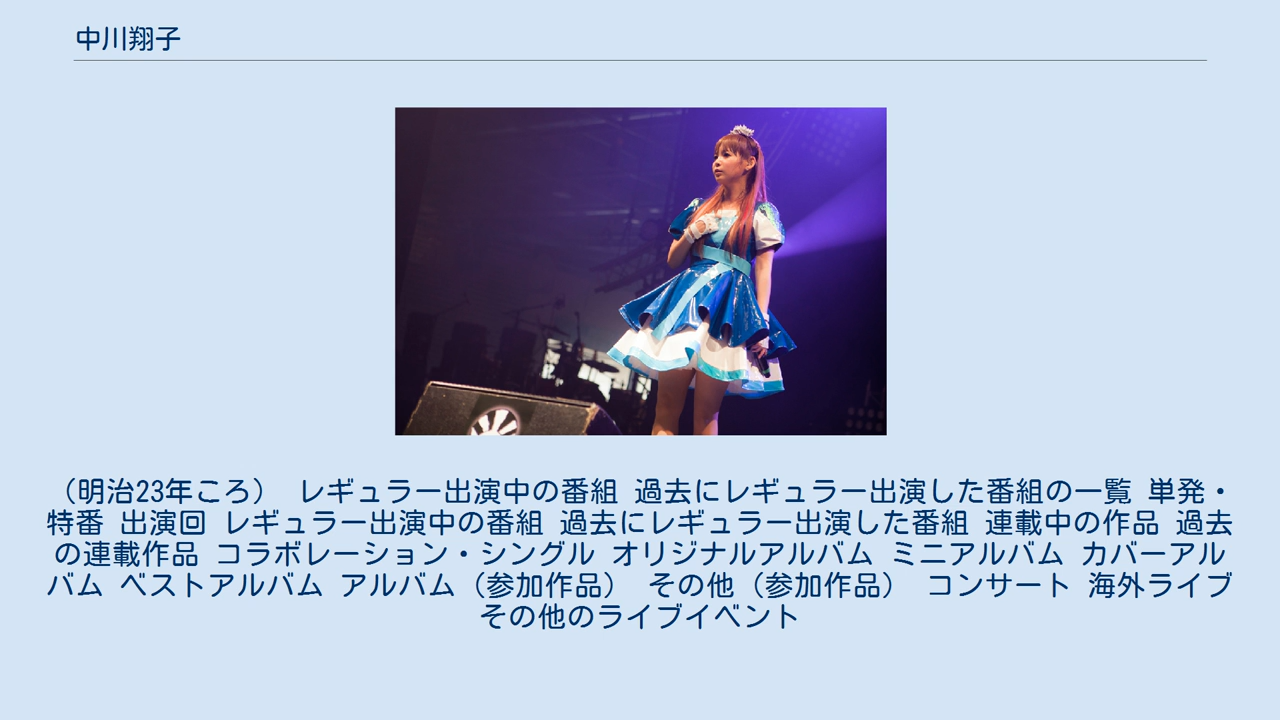 中川翔子
（明治23年ころ） レギュラー出演中の番組 過去にレギュラー出演した番組の一覧 単発・
特番 出演回 レギュラー出演中の番組 過去にレギュラー出演した番組 連載中の作品 過去
の連載作品 コラボレーション・シングル オリジナルアルバム ミニアルバム カバーアル
バム ベストアルバム アルバム（参加作品） その他（参加作品） コンサート 海外ライブ
その他のライブイベント